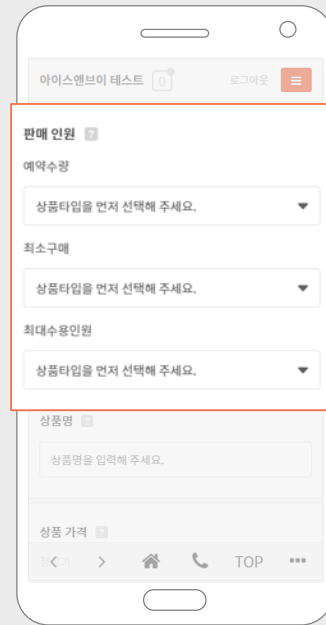 아이스앤브이 테스트 0
로그아웃
판매 인원 ?
예약수량
상품타입을 먼저 선택해 주세요.
최소구매
상품타입을 먼저 선택해 주세요.
최대수용인원
상품타입을 먼저 선택해 주세요.
상품명 ?
상품명을 입력해 주세요.
상품 가격 ?
TOP